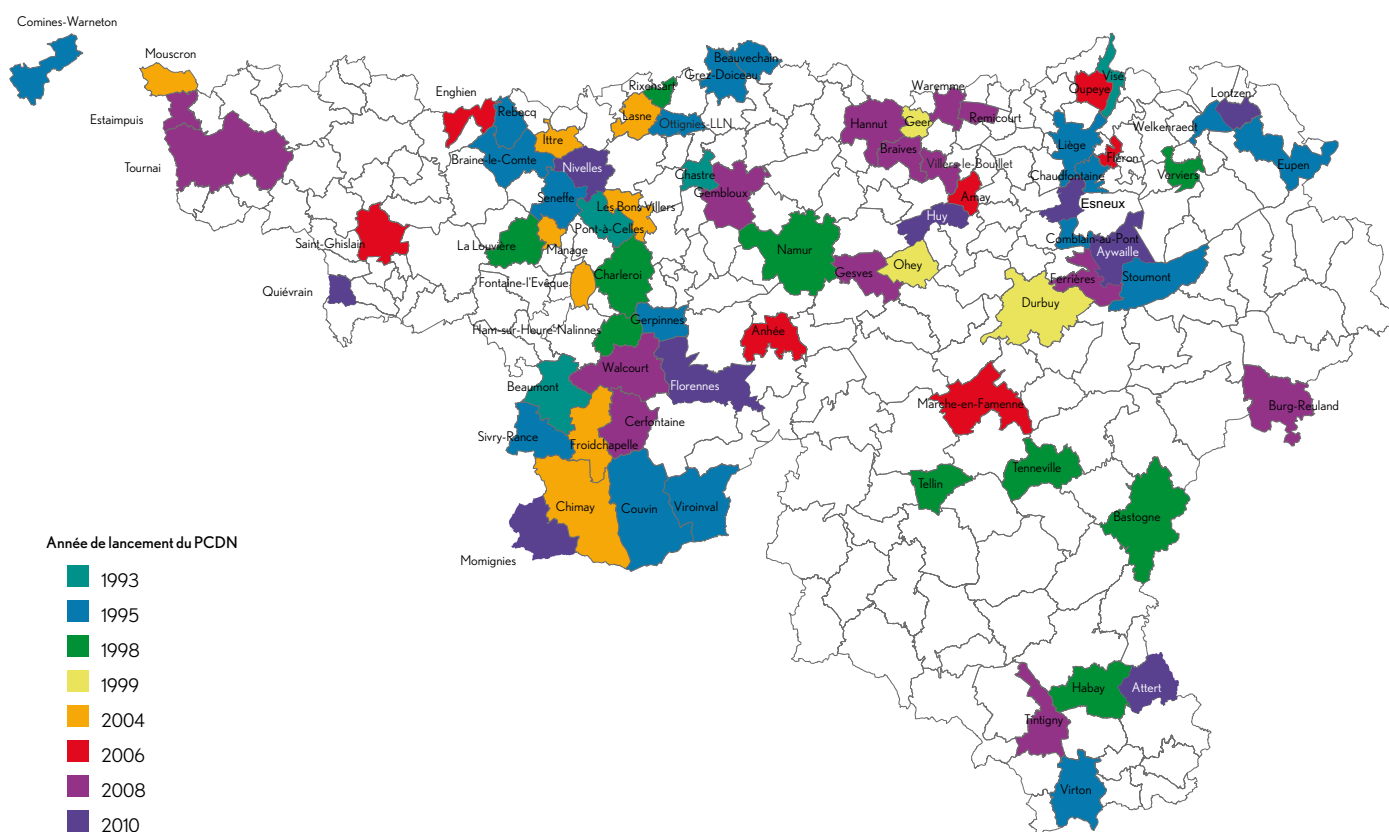 Comines-Warneton
Mouscron
Estaimpuis
Tournai
Enghien
Rebecq
Braine-le-Comte
Ittre
Nivelles
Seneffe
Saint-Ghislain
Quiévrain
La Louvière
Manage
Fontaine-l'Evêque
Les Bons Villers
Pont-à-Celles
Charleroi
Ham-sur-Heure-Nalinnes
Gerpinnes
Beauvechain
Grez-Doiceau
Rixensart
Lasne
Ottignies-LLN
Chastre
Gembloux
Namur
Gesves
Ohey
Anhée
Walcourt
Florennes
Beaumont
Cerfontaine
Sivry-Rance
Froidchapelle
Chimay
Couvin
Viroinval
Momignies
Waremme
Remicourt
Hannut
Geer
Braives
Villers-le-Bouillet
Amay
Huy
Visé
Oupeye
Liège
Fléron
Chaudfontaine
Esneux
Welkenraedt
Lontzen
Eupen
Verviers
Comblain-au-Pont
Aywaille
Ferrières
Stoumont
Durbuy
Marche-en-Famenne
Burg-Reuland
Tellin
Tenneville
Bastogne
Habay
Attert
Tintigny
Virton
Année de lancement du PCDN
1993
1995
1998
1999
2004
2006
2008
2010